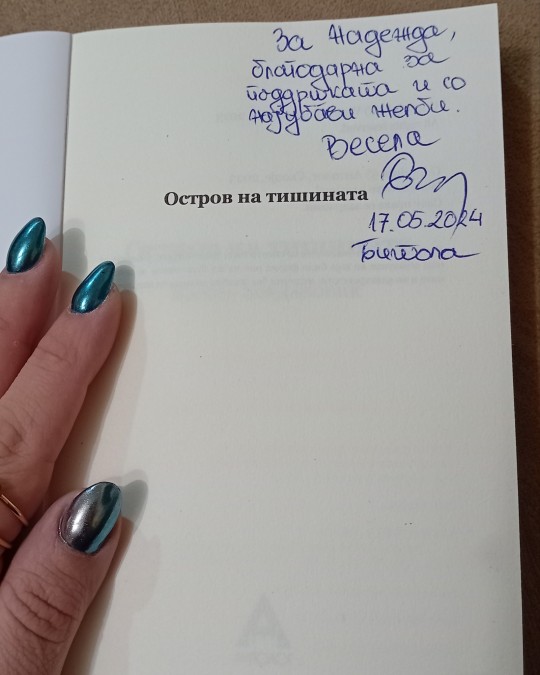 За Надежда,
благодарна за
поддршката и со
најубави желби.
Весела
17.05.2024
Битола
Остров на тишината